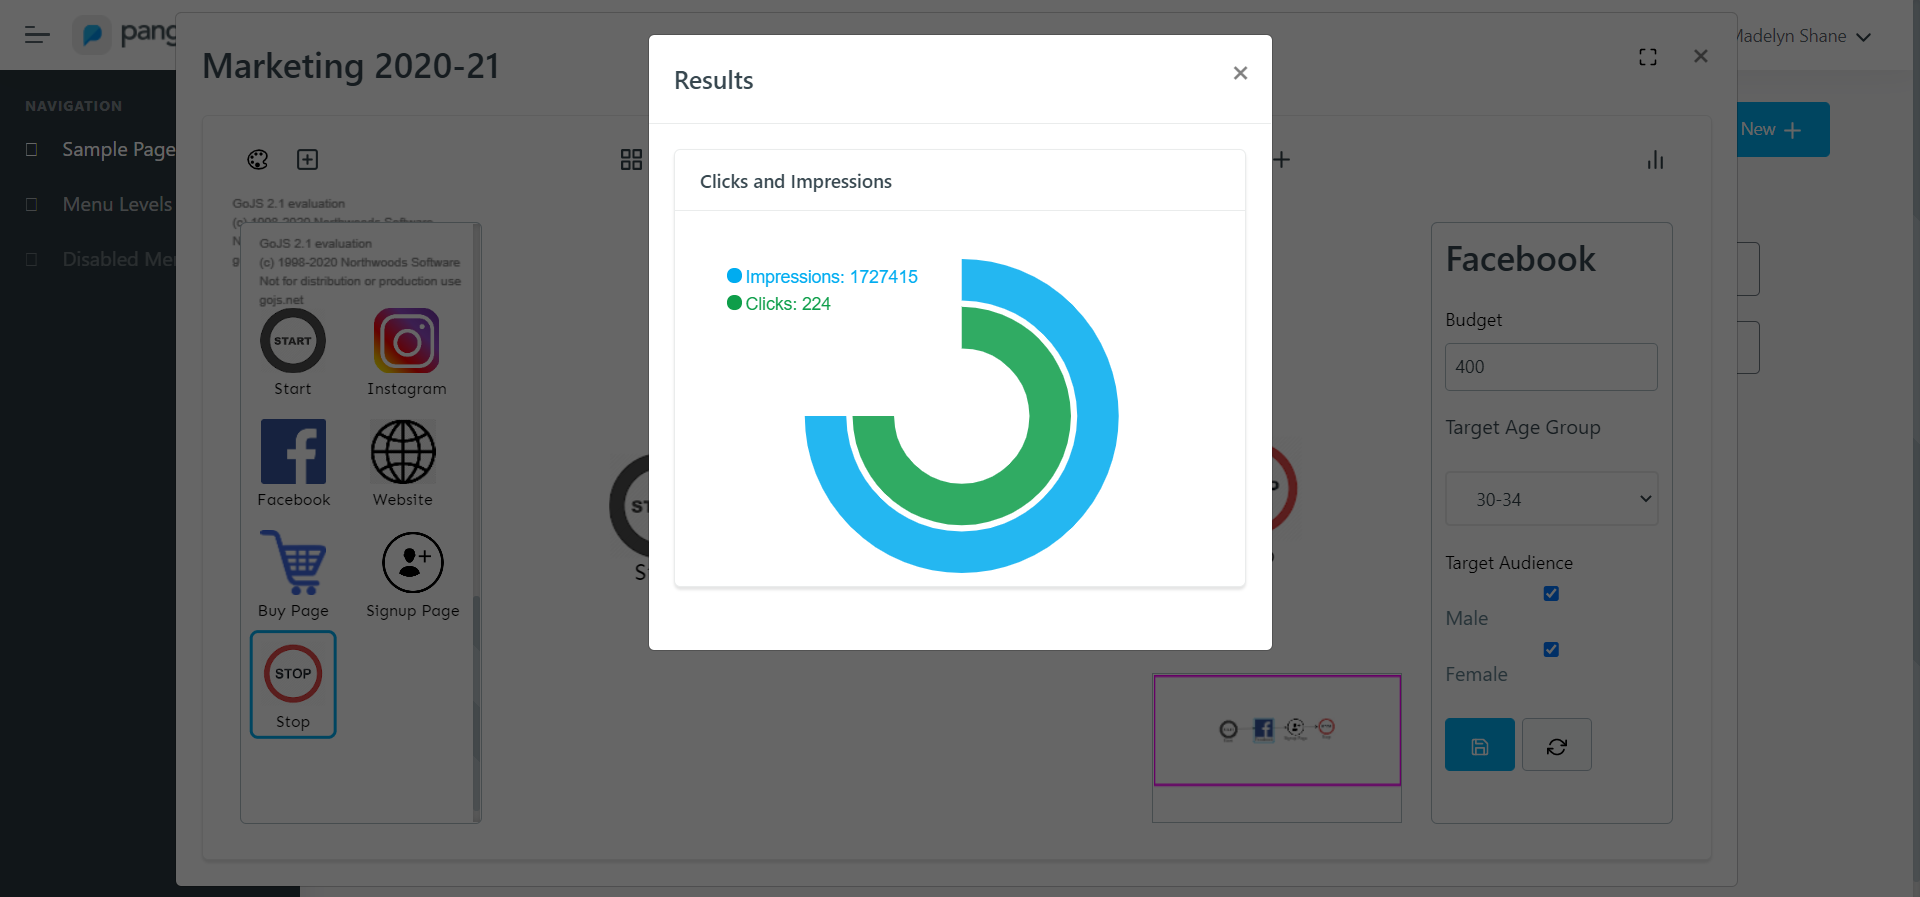 pang
Madelyn Shane
Marketing 2020-21
NAVIGATION
Sample Page
Menu Levels
Disabled
New
Results
Clicks and Impressions
Impressions: 1727415
Clicks: 224
GoJS 2.1 evaluation
(c) 1998-2020 Northwoods Software
GoJS 2.1 evaluation
(c) 1998-2020 Northwoods Software
Not for distribution or production use
gojs.net
START
Start
Instagram
Facebook
Website
Buy Page
Signup Page
STOP
Stop
Facebook
Budget
400
Target Age Group
30-34
Target Audience
Male
Female